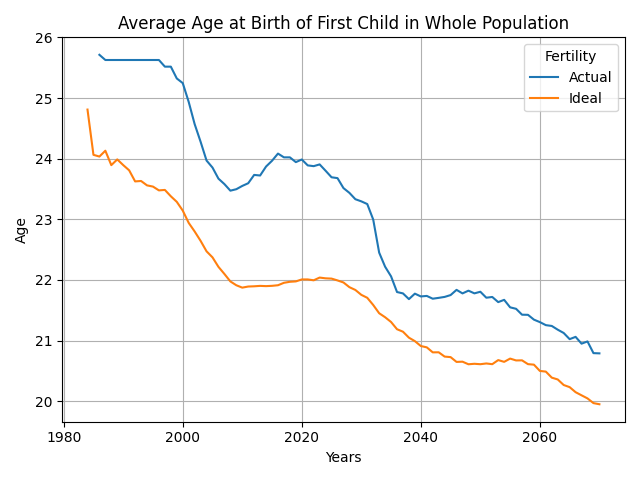 Average Age at Birth of First Child in Whole Population
Fertility
Actual
Ideal
Age
26
25
24
23
22
21
20
1980
2000
2020
2040
2060
Years